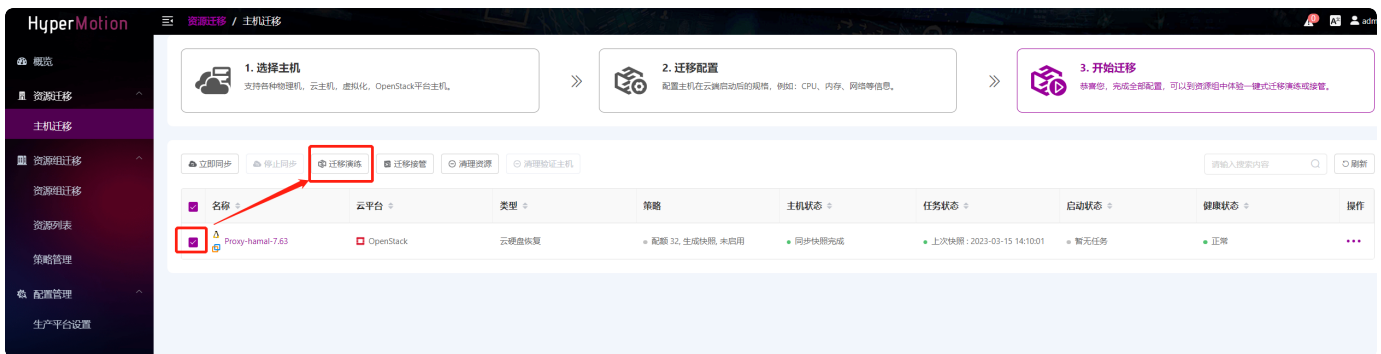 HyperMotion
资源迁移 / 主机迁移
adm
概览
资源迁移
主机迁移
资源组迁移
资源组迁移
资源列表
策略管理
配置管理
生产平台设置
1. 选择主机
支持各种物理机，云主机，虚拟化，OpenStack平台主机。
2. 迁移配置
配置主机在云端启动后的规格，例如：CPU、内存、网络等信息。
3. 开始迁移
恭喜您，完成全部配置，可以到资源组中体验一键式迁移演练或接管。
立即同步 停止同步 迁移演练 迁移接管 清理资源 清理验证主机 请输入搜索内容 刷新
名称 云平台 类型 策略 主机状态 任务状态 启动状态 健康状态 操作
Proxy-hamal-7.63 OpenStack 云硬盘恢复 配额 32, 生成快照, 未启用 同步快照完成 上次快照 : 2023-03-15 14:10:01 暂无任务 正常 •••